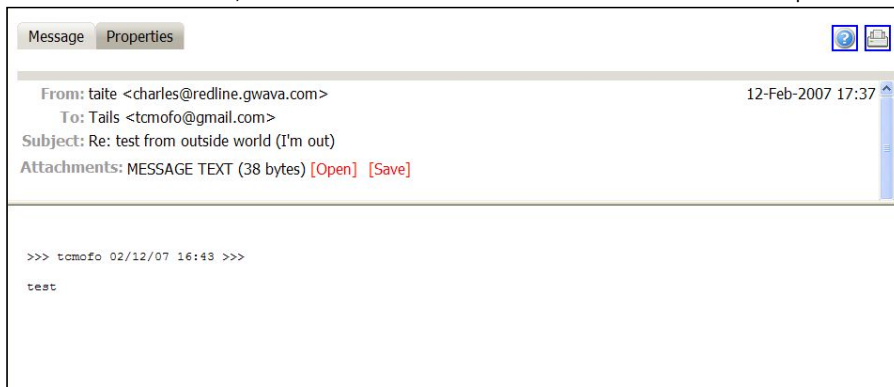 Message Properties
From: taite <charles@redline.gwava.com> 12-Feb-2007 17:37
To: Tails <tcmofo@gmail.com>
Subject: Re: test from outside world (I'm out)
Attachments: MESSAGE TEXT (38 bytes) [Open] [Save]
>>> tcmofo 02/12/07 16:43 >>>
test